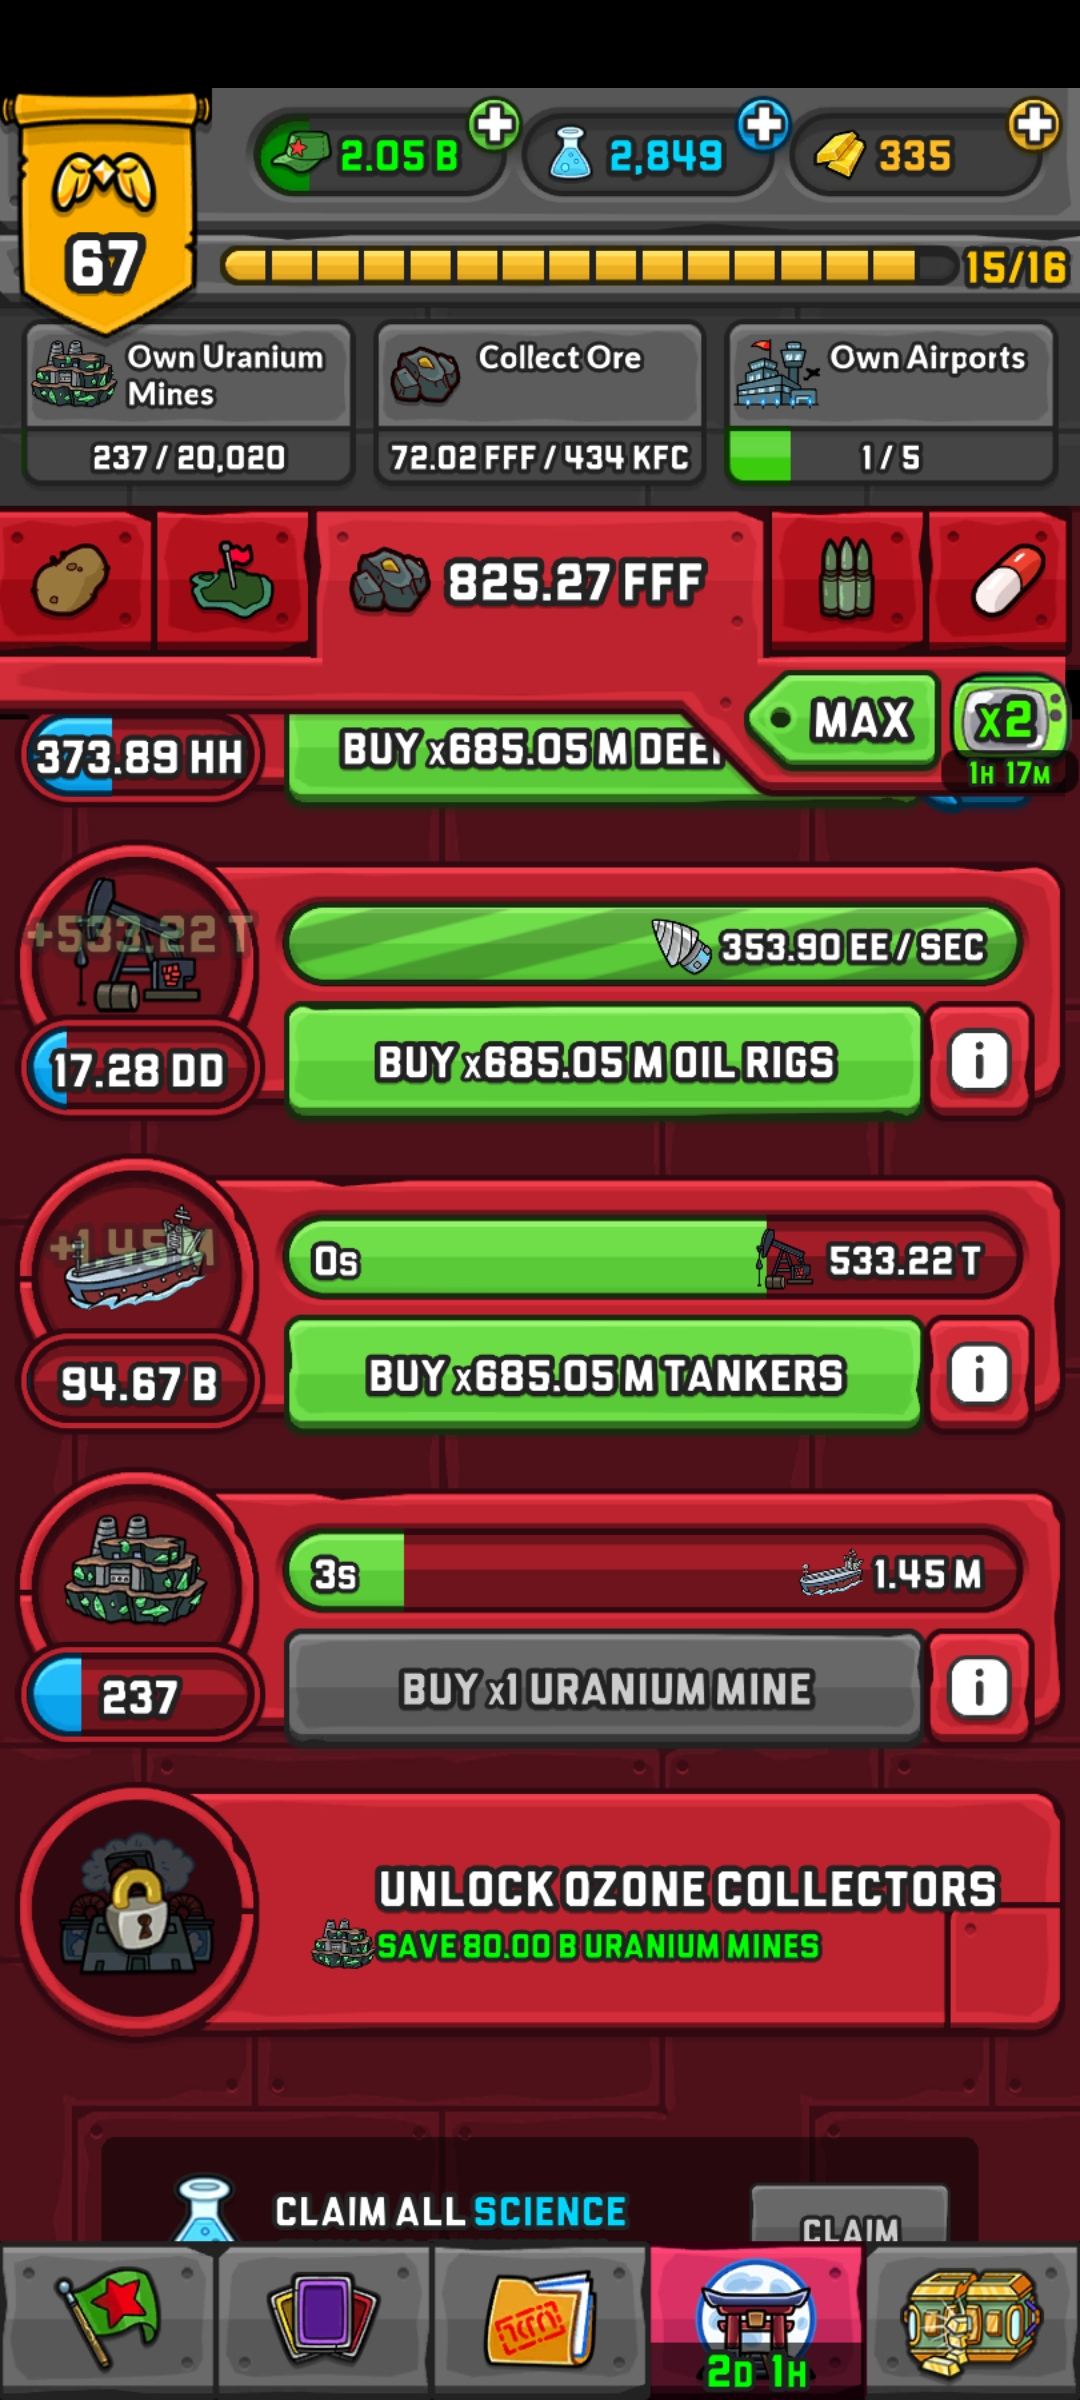 67
2.05 B
2,849
335
15/16
Own Uranium
Mines
237 / 20,020
Collect Ore
72.02 FFF / 434 KFC
Own Airports
1 / 5
825.27 FFF
MAX
x2
1H 17M
373.89 HH
BUY x685.05 M
+533.22 T
353.90 EE / SEC
17.28 DD
BUY x685.05 M OIL RIGS
i
+1.45 M
0s
533.22 T
94.67 B
BUY x685.05 M TANKERS
i
3s
1.45 M
237
BUY x1 URANIUM MINE
i
UNLOCK OZONE COLLECTORS
SAVE 80.00 B URANIUM MINES
CLAIM ALL SCIENCE
CLAIM
2D 1H